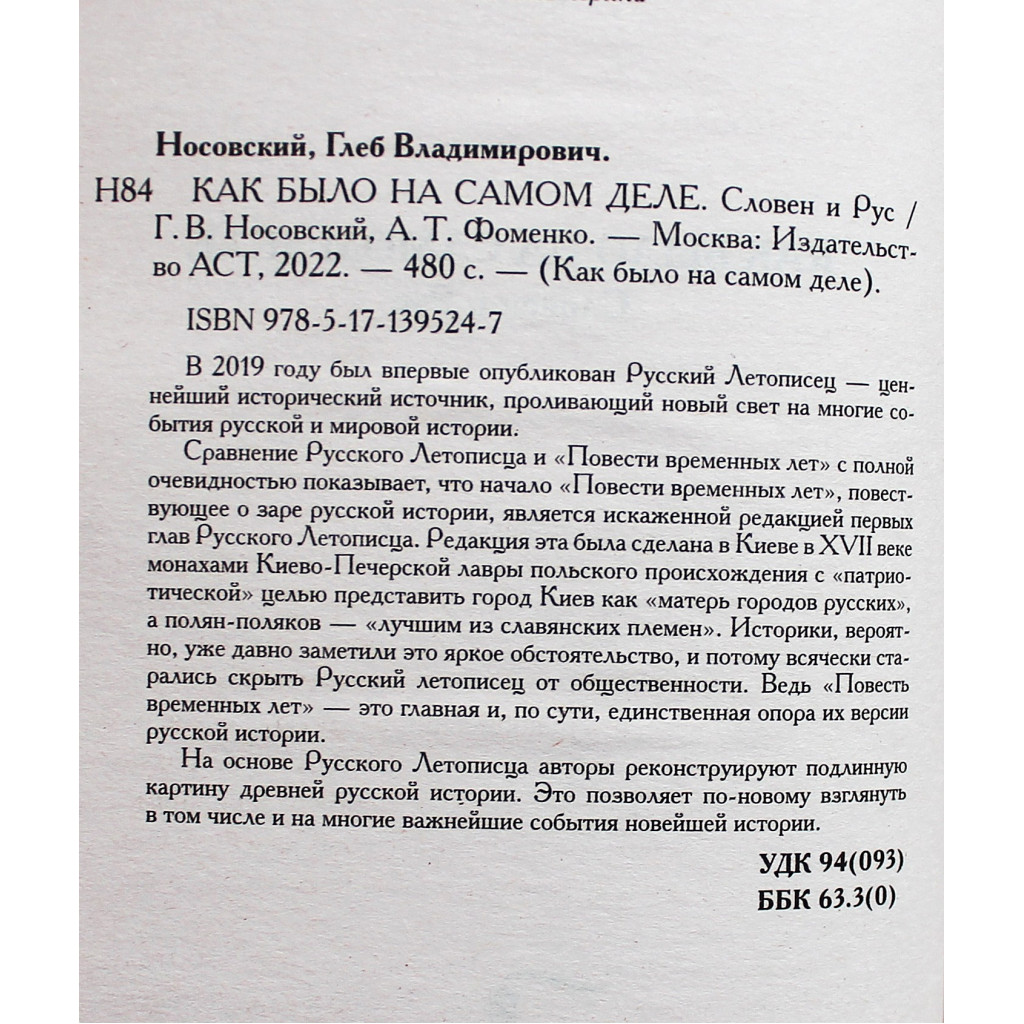 Носовский, Глеб Владимирович.
Н84 КАК БЫЛО НА САМОМ ДЕЛЕ. Словен и Рус /
Г. В. Носовский, А. Т. Фоменко. — Москва: Издательст-
во АСТ, 2022. — 480 с. — (Как было на самом деле).
ISBN 978-5-17-139524-7
В 2019 году был впервые опубликован Русский Летописец — цен-
нейший исторический источник, проливающий новый свет на многие со-
бытия русской и мировой истории.
Сравнение Русского Летописца и «Повести временных лет» с полной
очевидностью показывает, что начало «Повести временных лет», повест-
вующее о заре русской истории, является искаженной редакцией первых
глав Русского Летописца. Редакция эта была сделана в Киеве в XVII веке
монахами Киево-Печерской лавры польского происхождения с «патрио-
тической» целью представить город Киев как «матерь городов русских»,
а полян-поляков — «лучшим из славянских племен». Историки, вероят-
но, уже давно заметили это яркое обстоятельство, и потому всячески ста-
рались скрыть Русский летописец от общественности. Ведь «Повесть
временных лет» — это главная и, по сути, единственная опора их версии
русской истории.
На основе Русского Летописца авторы реконструируют подлинную
картину древней русской истории. Это позволяет по-новому взглянуть
в том числе и на многие важнейшие события новейшей истории.
УДК 94(093)
ББК 63.3(0)